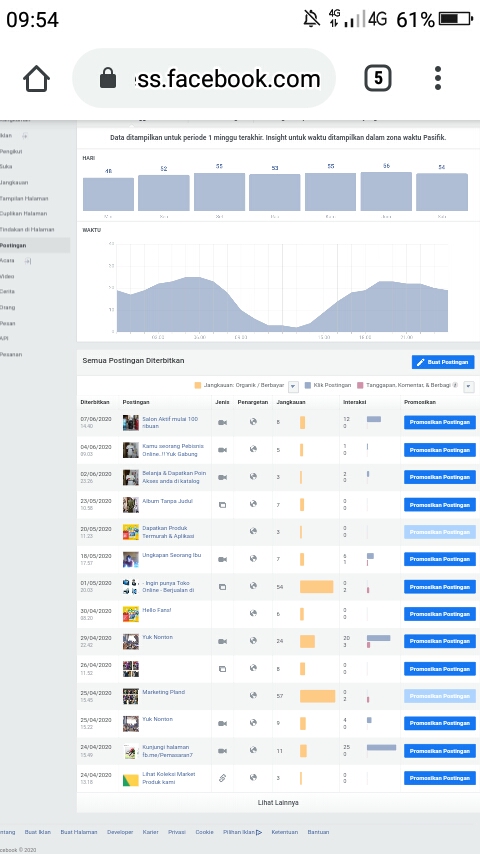 09:54
4G
4G 61%
ss.facebook.com
5
Iklan
Pengikut
Suka
Jangkauan
Tampilan Halaman
Cuplikan Halaman
Tindakan di Halaman
Postingan
Acara
Video
Cerita
Orang
Pesan
Pesanan
Data ditampilkan untuk periode 1 minggu terakhir. Insight untuk waktu ditampilkan dalam zona waktu Pasifik.
HARI
48 52 55 53 55 56 54
WAKTU
Semua Postingan Diterbitkan
Buat Postingan
Jangkauan: Organik / Berbayar Klik Postingan Tanggapan, Komentar, & Berbagi
Diterbitkan Postingan Jenis Penargetan Jangkauan Interaksi Promosikan
07/06/2020
14.40
Salon Aktif mulai 100
ribuan
8
12
0
Promosikan Postingan
04/06/2020
09.03
Kamu seorang Pebisnis
Online..!! Yuk Gabung
5
1
0
Promosikan Postingan
02/06/2020
23.26
Belanja & Dapatkan Poin
Akses anda di katalog
3
2
0
Promosikan Postingan
23/05/2020
10.58
Album Tanpa Judul
7
0
0
Promosikan Postingan
20/05/2020
11.23
Dapatkan Produk
Termurah & Aplikasi
3
0
0
Promosikan Postingan
18/05/2020
17.57
Ungkapan Seorang Ibu
7
6
1
Promosikan Postingan
01/05/2020
20.03
- Ingin punya Toko
Online - Berjualan di
54
0
2
Promosikan Postingan
30/04/2020
08.20
Hello Fans!
6
0
0
Promosikan Postingan
29/04/2020
22.42
Yuk Nonton
24
20
3
Promosikan Postingan
26/04/2020
11.52
8
0
0
Promosikan Postingan
25/04/2020
15.45
Marketing Pland
57
0
2
Promosikan Postingan
25/04/2020
15.22
Yuk Nonton
9
4
0
Promosikan Postingan
24/04/2020
15.49
Kunjungi halaman
fb.me/Pemasaran7
11
25
0
Promosikan Postingan
24/04/2020
13.18
Lihat Koleksi Market
Produk kami
3
0
0
Promosikan Postingan
Lihat Lainnya
ntang Buat Iklan Buat Halaman Developer Karier Privasi Cookie Pilihan Iklan Ketentuan Bantuan
cebook © 2020